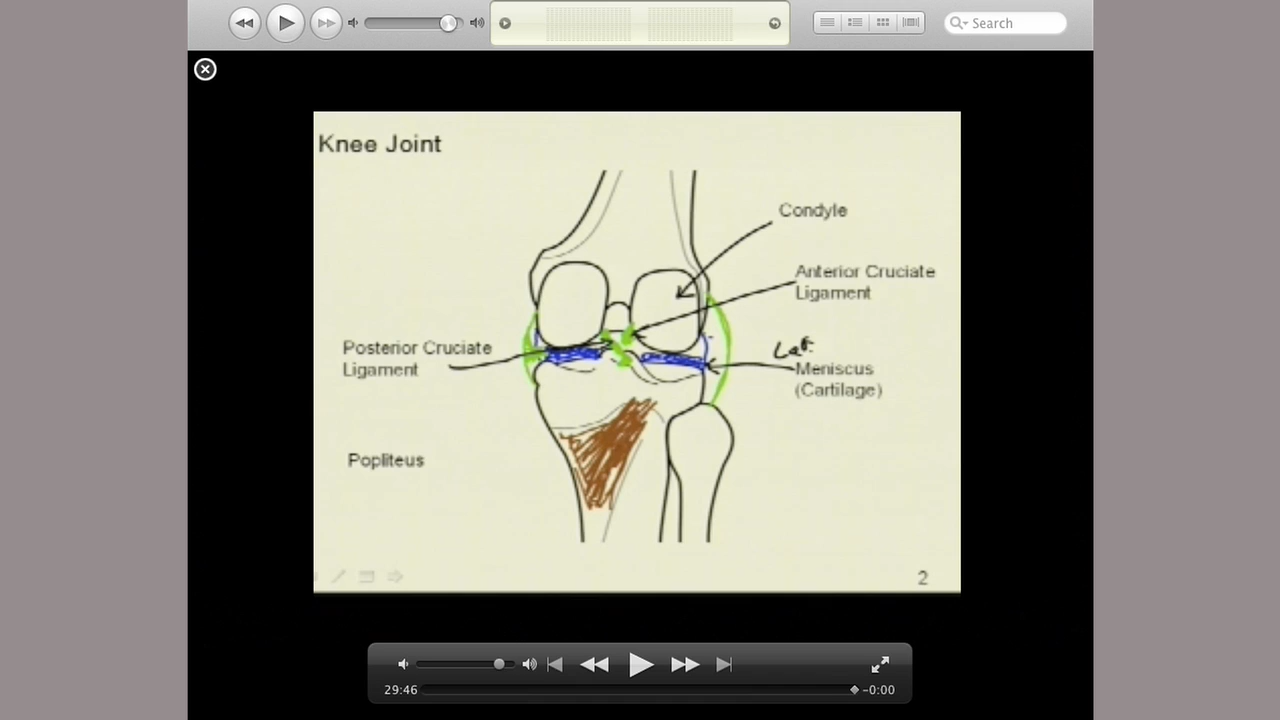 Search
Knee Joint
Condyle
Anterior Cruciate
Ligament
Posterior Cruciate
Ligament
Lat.
Meniscus
(Cartilage)
Popliteus
2
29:46
-0:00